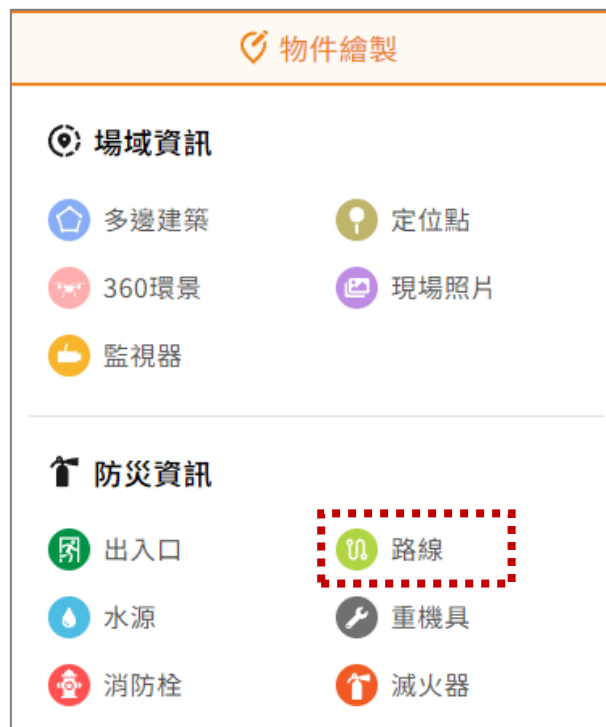 物件繪製
場域資訊
多邊建築 定位點
360環景 現場照片
監視器
防災資訊
出入口 路線
水源 重機具
消防栓 滅火器